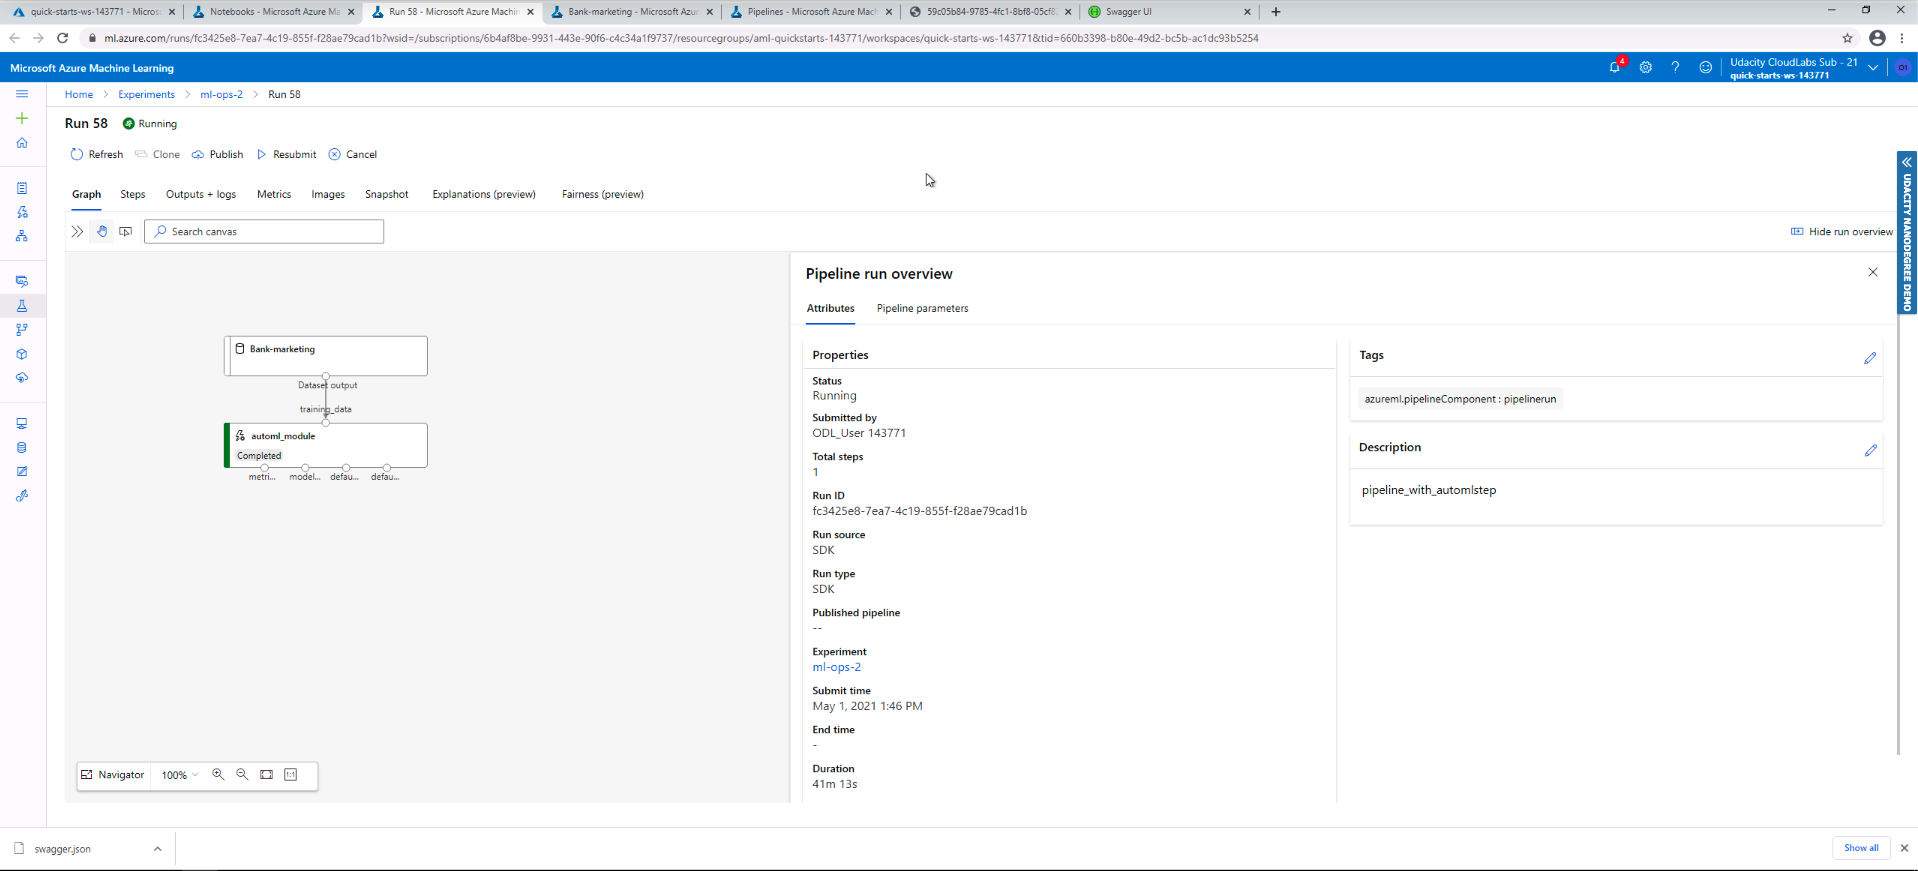 quick-starts-ws-143771 - Micros
Notebooks - Microsoft Azure Ma
Run 58 - Microsoft Azure Machin
Bank-marketing - Microsoft Azur
Pipelines - Microsoft Azure Mach
59c05b84-9785-4fc1-8bf8-05cf8
Swagger UI
ml.azure.com/runs/fc3425e8-7ea7-4c19-855f-f28ae79cad1b?wsid=/subscriptions/6b4af8be-9931-443e-90f6-c4c34a1f9737/resourcegroups/aml-quickstarts-143771/workspaces/quick-starts-ws-143771&tid=660b3398-b80e-49d2-bc5b-ac1dc93b5254
Microsoft Azure Machine Learning
4
Udacity CloudLabs Sub - 21
quick-starts-ws-143771
Home > Experiments > ml-ops-2 > Run 58
Run 58 Running
Refresh Clone Publish Resubmit Cancel
Graph Steps Outputs + logs Metrics Images Snapshot Explanations (preview) Fairness (preview)
Search canvas
Hide run overview
UDACITY NANODEGREE DEMO
Bank-marketing
Dataset output
training_data
automl_module
Completed
metri... model... defau... defau...
Pipeline run overview
Attributes Pipeline parameters
Properties
Status
Running
Submitted by
ODL_User 143771
Total steps
1
Run ID
fc3425e8-7ea7-4c19-855f-f28ae79cad1b
Run source
SDK
Run type
SDK
Published pipeline
--
Experiment
ml-ops-2
Submit time
May 1, 2021 1:46 PM
End time
-
Duration
41m 13s
Tags
azureml.pipelineComponent : pipelinerun
Description
pipeline_with_automlstep
Navigator 100% 1:1
swagger.json
Show all